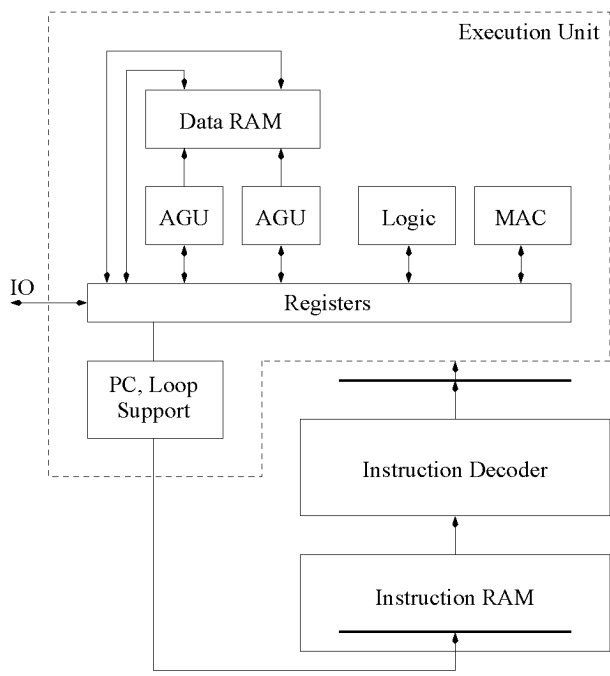 Execution Unit
Data RAM
AGU
AGU
Logic
MAC
IO
Registers
PC, Loop
Support
Instruction Decoder
Instruction RAM